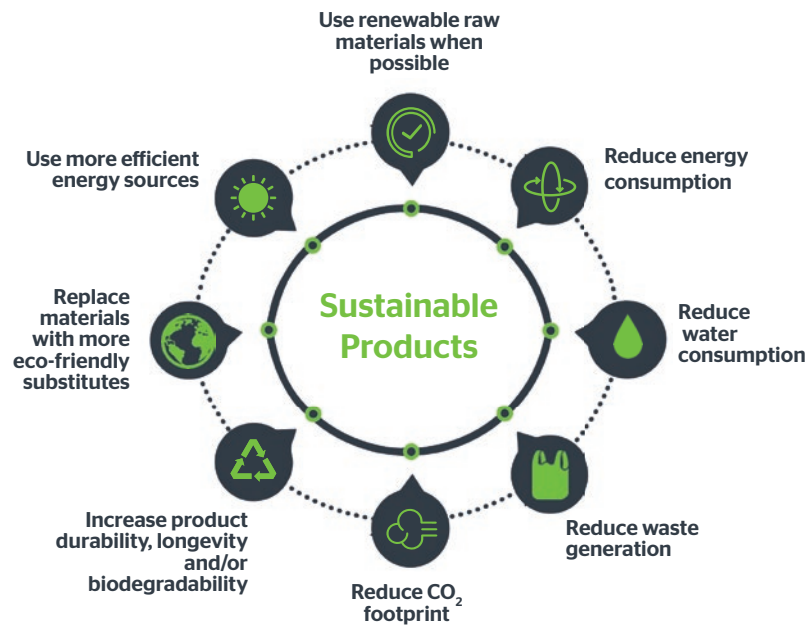 Use renewable raw
materials when
possible
Reduce energy
consumption
Reduce
water
consumption
Reduce waste
generation
Reduce CO₂
footprint
Increase product
durability, longevity
and/or
biodegradability
Replace
materials
with more
eco-friendly
substitutes
Use more efficient
energy sources
Sustainable
Products